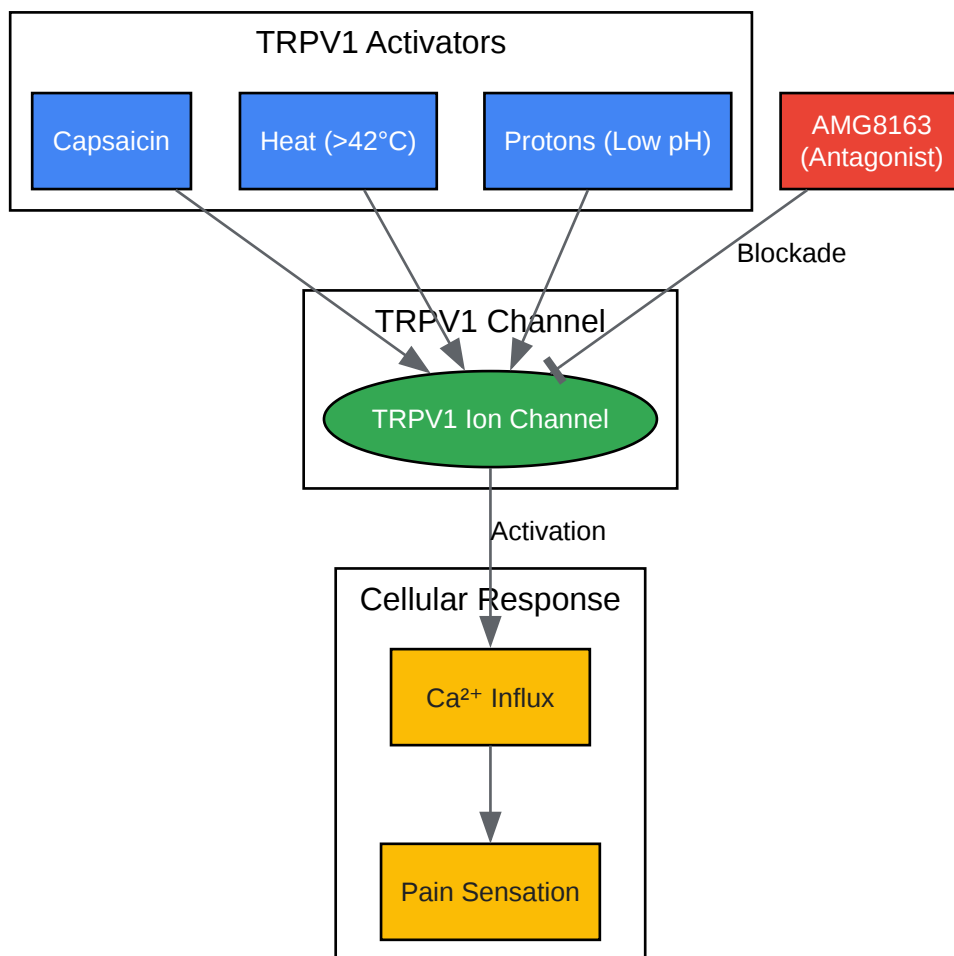 TRPV1 Activators
Capsaicin
Heat (>42°C)
Protons (Low pH)
AMG8163
(Antagonist)
Blockade
TRPV1 Channel
TRPV1 Ion Channel
Activation
Cellular Response
Ca²⁺ Influx
Pain Sensation